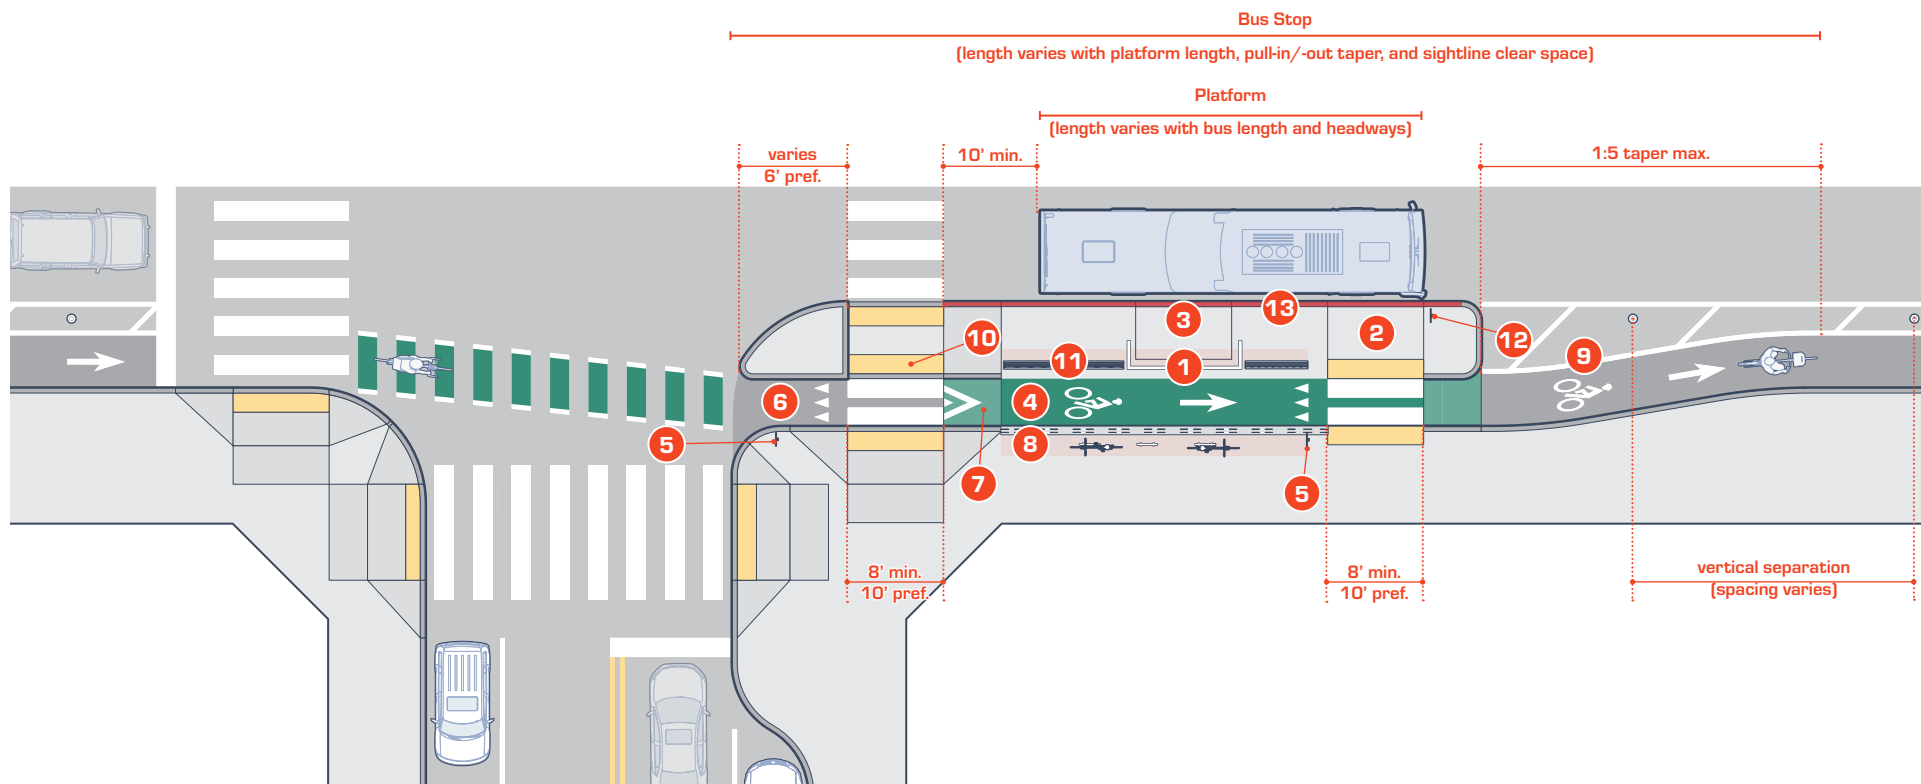 Bus Stop
(length varies with platform length, pull-in/-out taper, and sightline clear space)
Platform
(length varies with bus length and headways)
varies
6’ pref.
10’ min.
1:5 taper max.
13
3
2
12
10
11
1
9
6
4
7
5
8
5
8’ min.
10’ pref.
8’ min.
10’ pref.
vertical separation
(spacing varies)